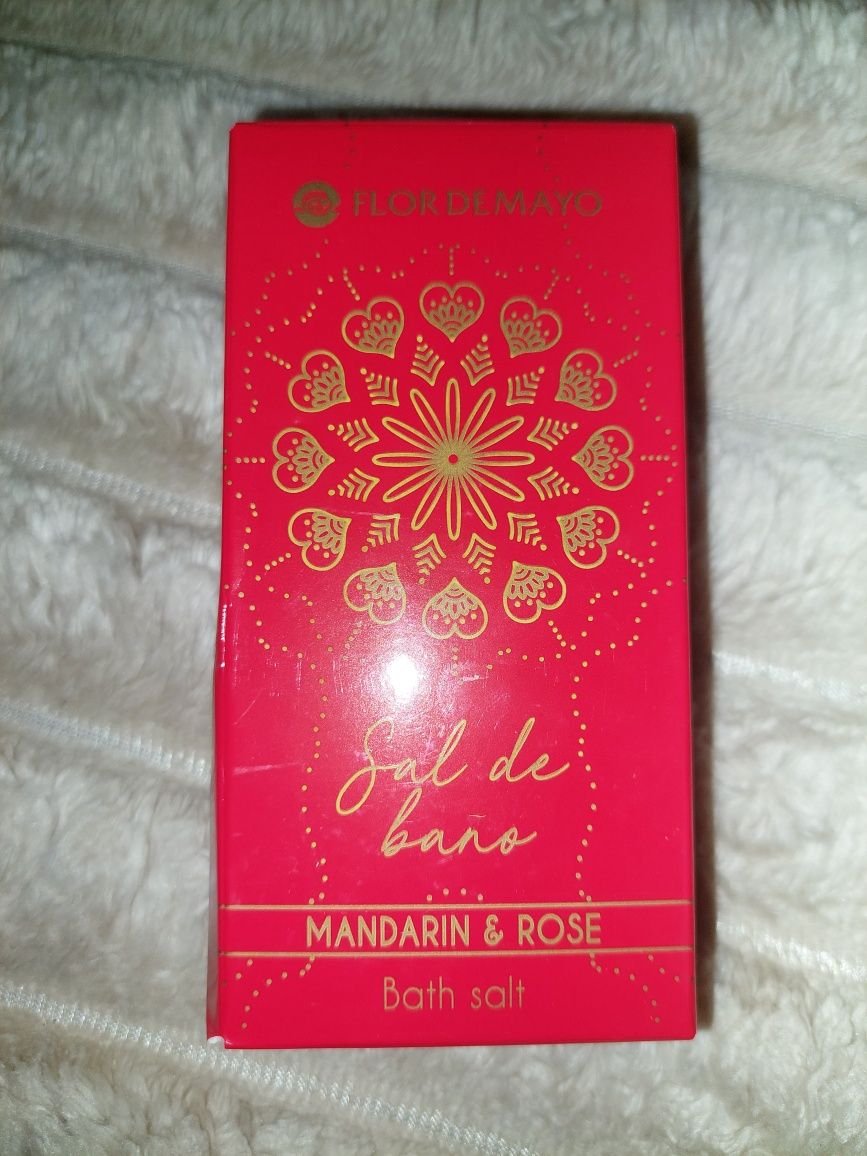 FLOR DE MAYO
Sal de
baño
MANDARIN & ROSE
Bath salt